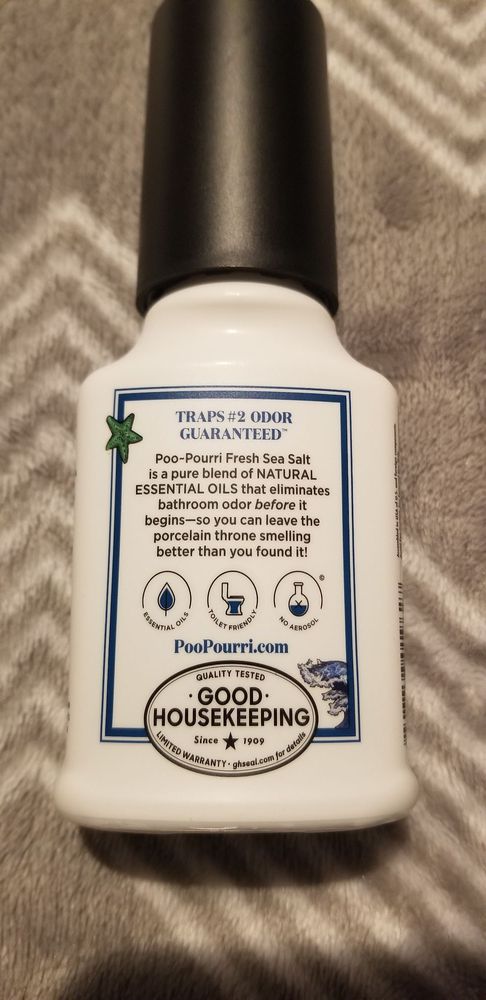 TRAPS #2 ODOR
GUARANTEED™
Poo~Pourri Fresh Sea Salt
is a pure blend of NATURAL
ESSENTIAL OILS that eliminates
bathroom odor before it
begins—so you can leave the
porcelain throne smelling
better than you found it!
ESSENTIAL OILS
TOILET FRIENDLY
NO AEROSOL
©
PooPourri.com
QUALITY TESTED
·GOOD·
HOUSEKEEPING
Since ★ 1909
LIMITED WARRANTY · ghseal.com for details